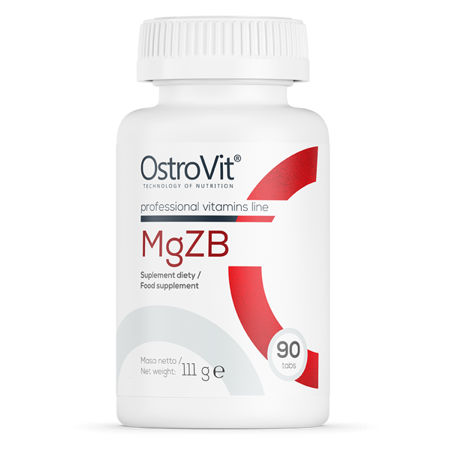 OstroVit®
TECHNOLOGY OF NUTRITION
professional vitamins line
MgZB
Suplement diety /
Food supplement
90
tabs
Masa netto /
Net weight: 111 g e